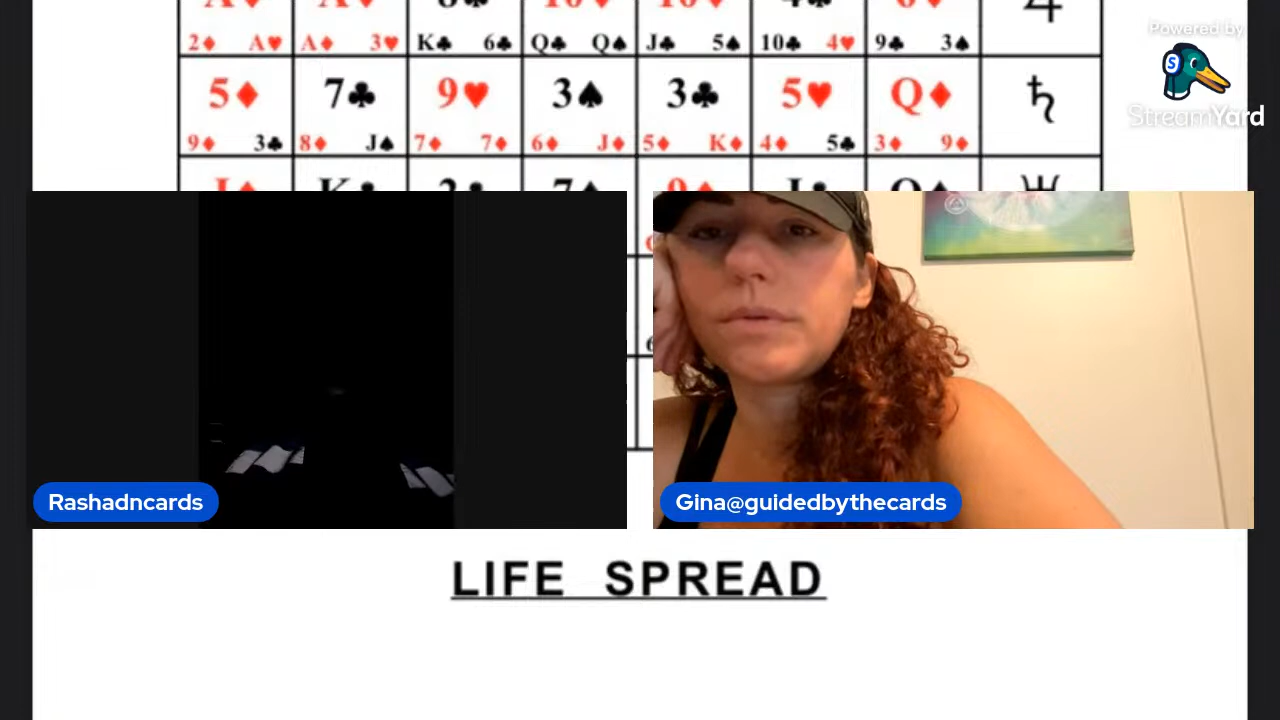 2♦ A♥ A♦ 3♥ K♣ 6♣ Q♣ Q♠ J♣ 5♠ 10♣ 4♥ 9♣ 3♠
5♦ 7♣ 9♥ 3♠ 3♣ 5♥ Q♦ ♄
9♦ 3♣ 8♦ J♠ 7♦ 7♦ 6♦ J♦ 5♦ K♦ 4♦ 5♣ 3♦ 9♦
Powered by
S
StreamYard
Rashadncards
Gina@guidedbythecards
LIFE SPREAD